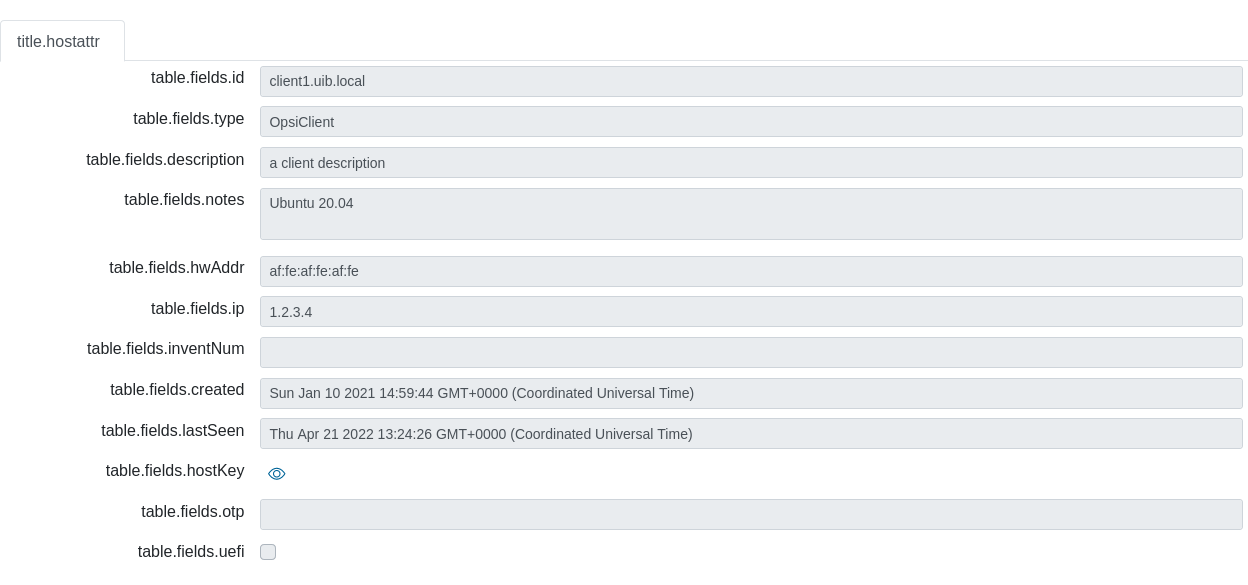 title.hostattr
table.fields.id client1.uib.local
table.fields.type OpsiClient
table.fields.description a client description
table.fields.notes Ubuntu 20.04
table.fields.hwAddr af:fe:af:fe:af:fe
table.fields.ip 1.2.3.4
table.fields.inventNum
table.fields.created Sun Jan 10 2021 14:59:44 GMT+0000 (Coordinated Universal Time)
table.fields.lastSeen Thu Apr 21 2022 13:24:26 GMT+0000 (Coordinated Universal Time)
table.fields.hostKey
table.fields.otp
table.fields.uefi